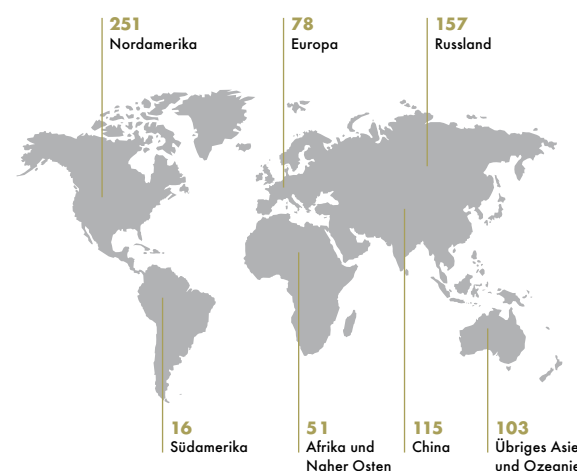 251
Nordamerika
78
Europa
157
Russland
16
Südamerika
51
Afrika und
Naher Osten
115
China
103
Übriges Asie
und Ozeanie